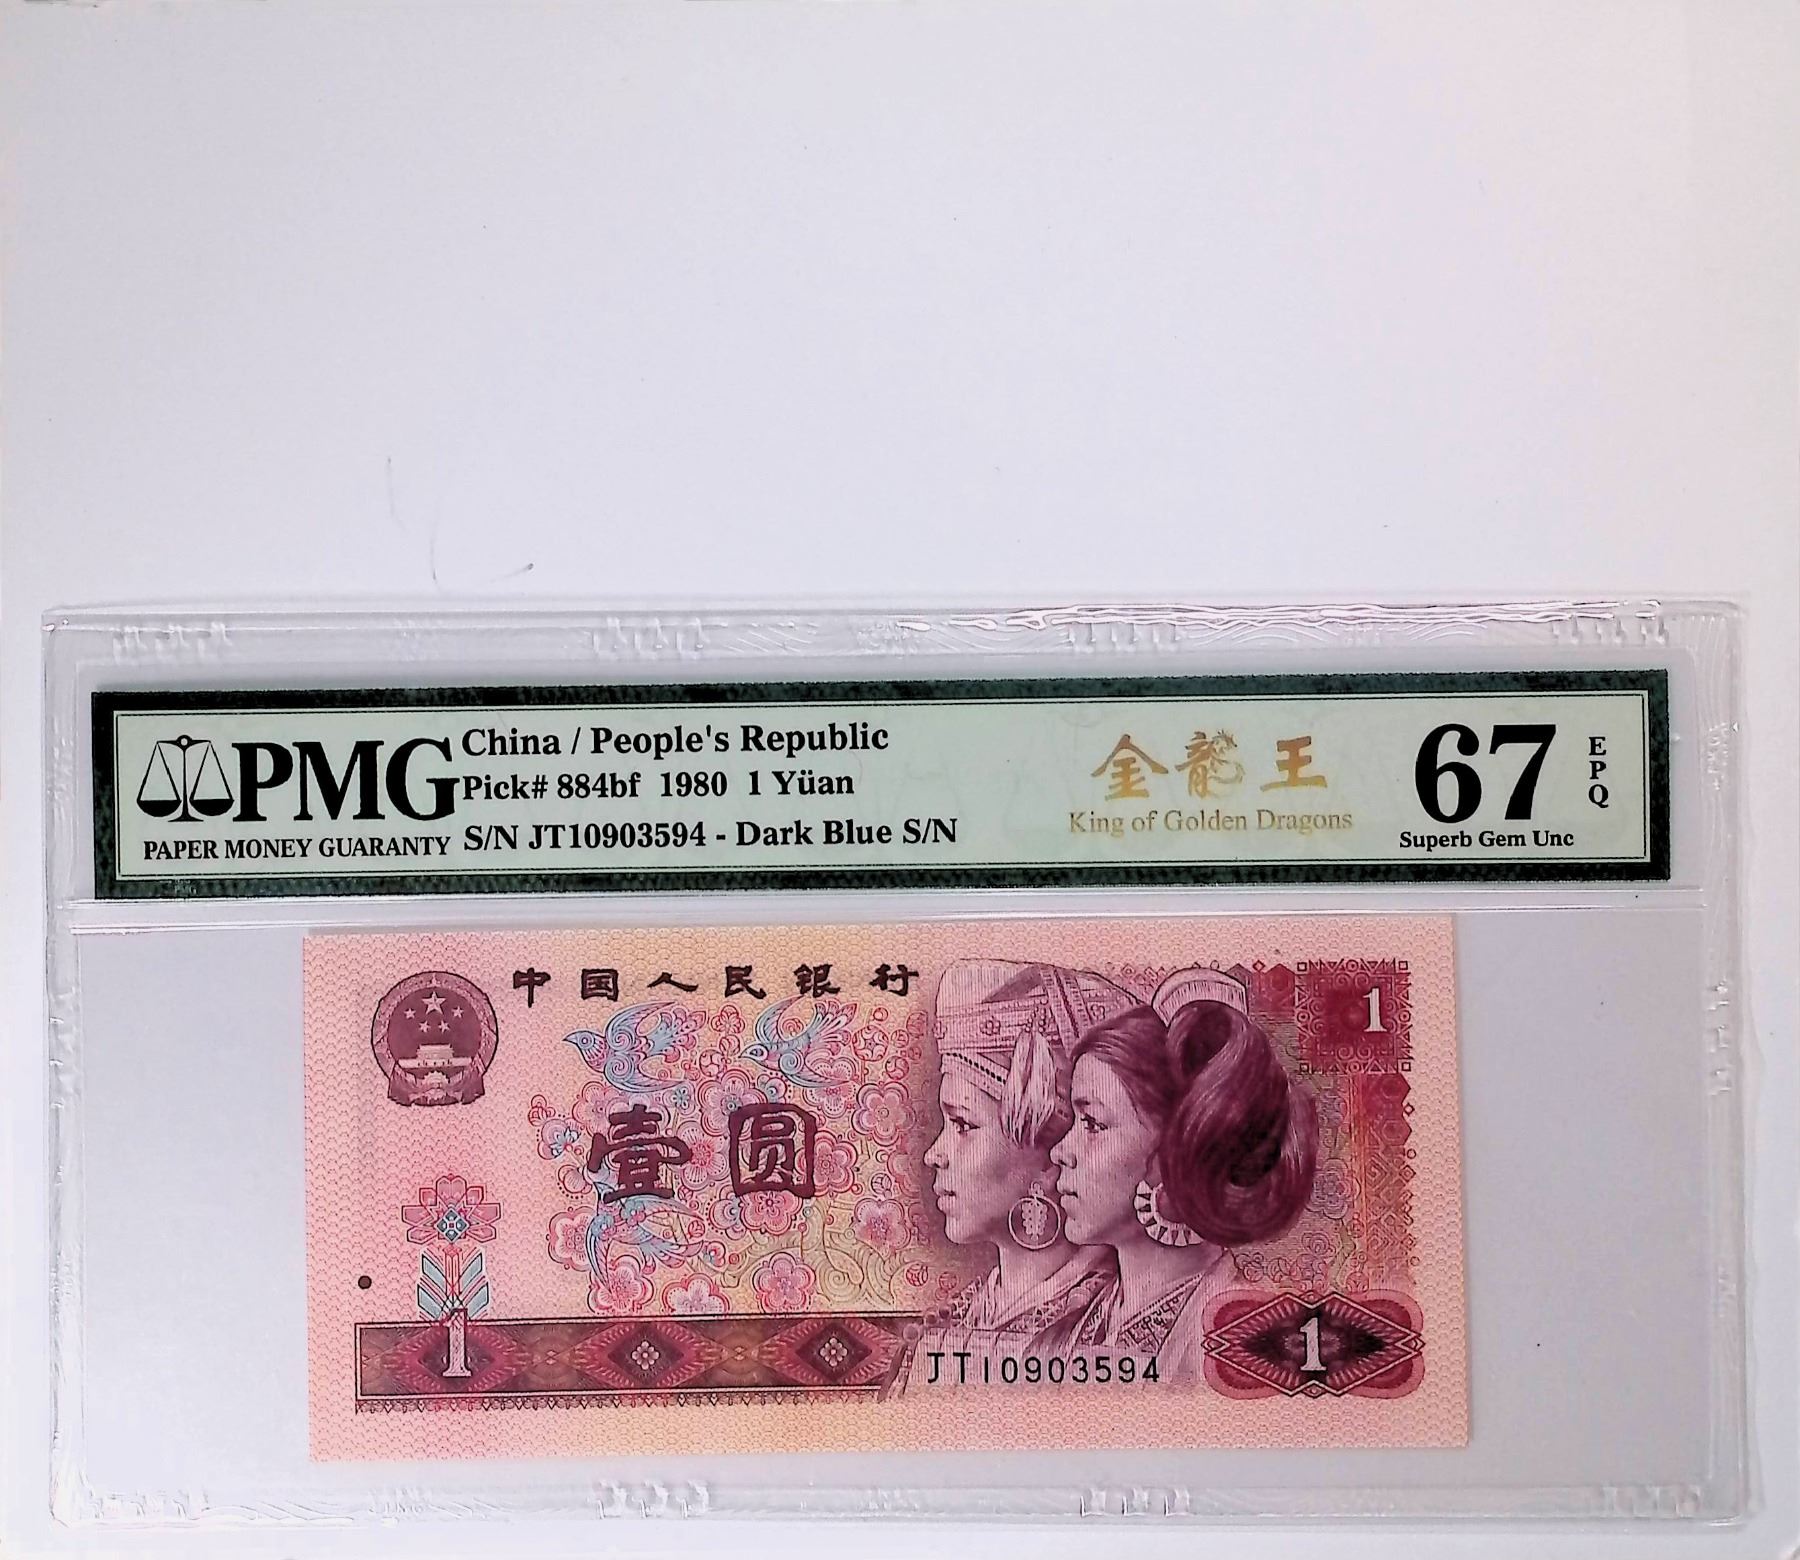 PMG
PAPER MONEY GUARANTY
China / People's Republic
Pick# 884bf 1980 1 Yüan
S/N JT10903594 - Dark Blue S/N
金龍王
King of Golden Dragons
67
EPQ
Superb Gem Unc
中国人民银行
1
壹圆
1
JT10903594
1